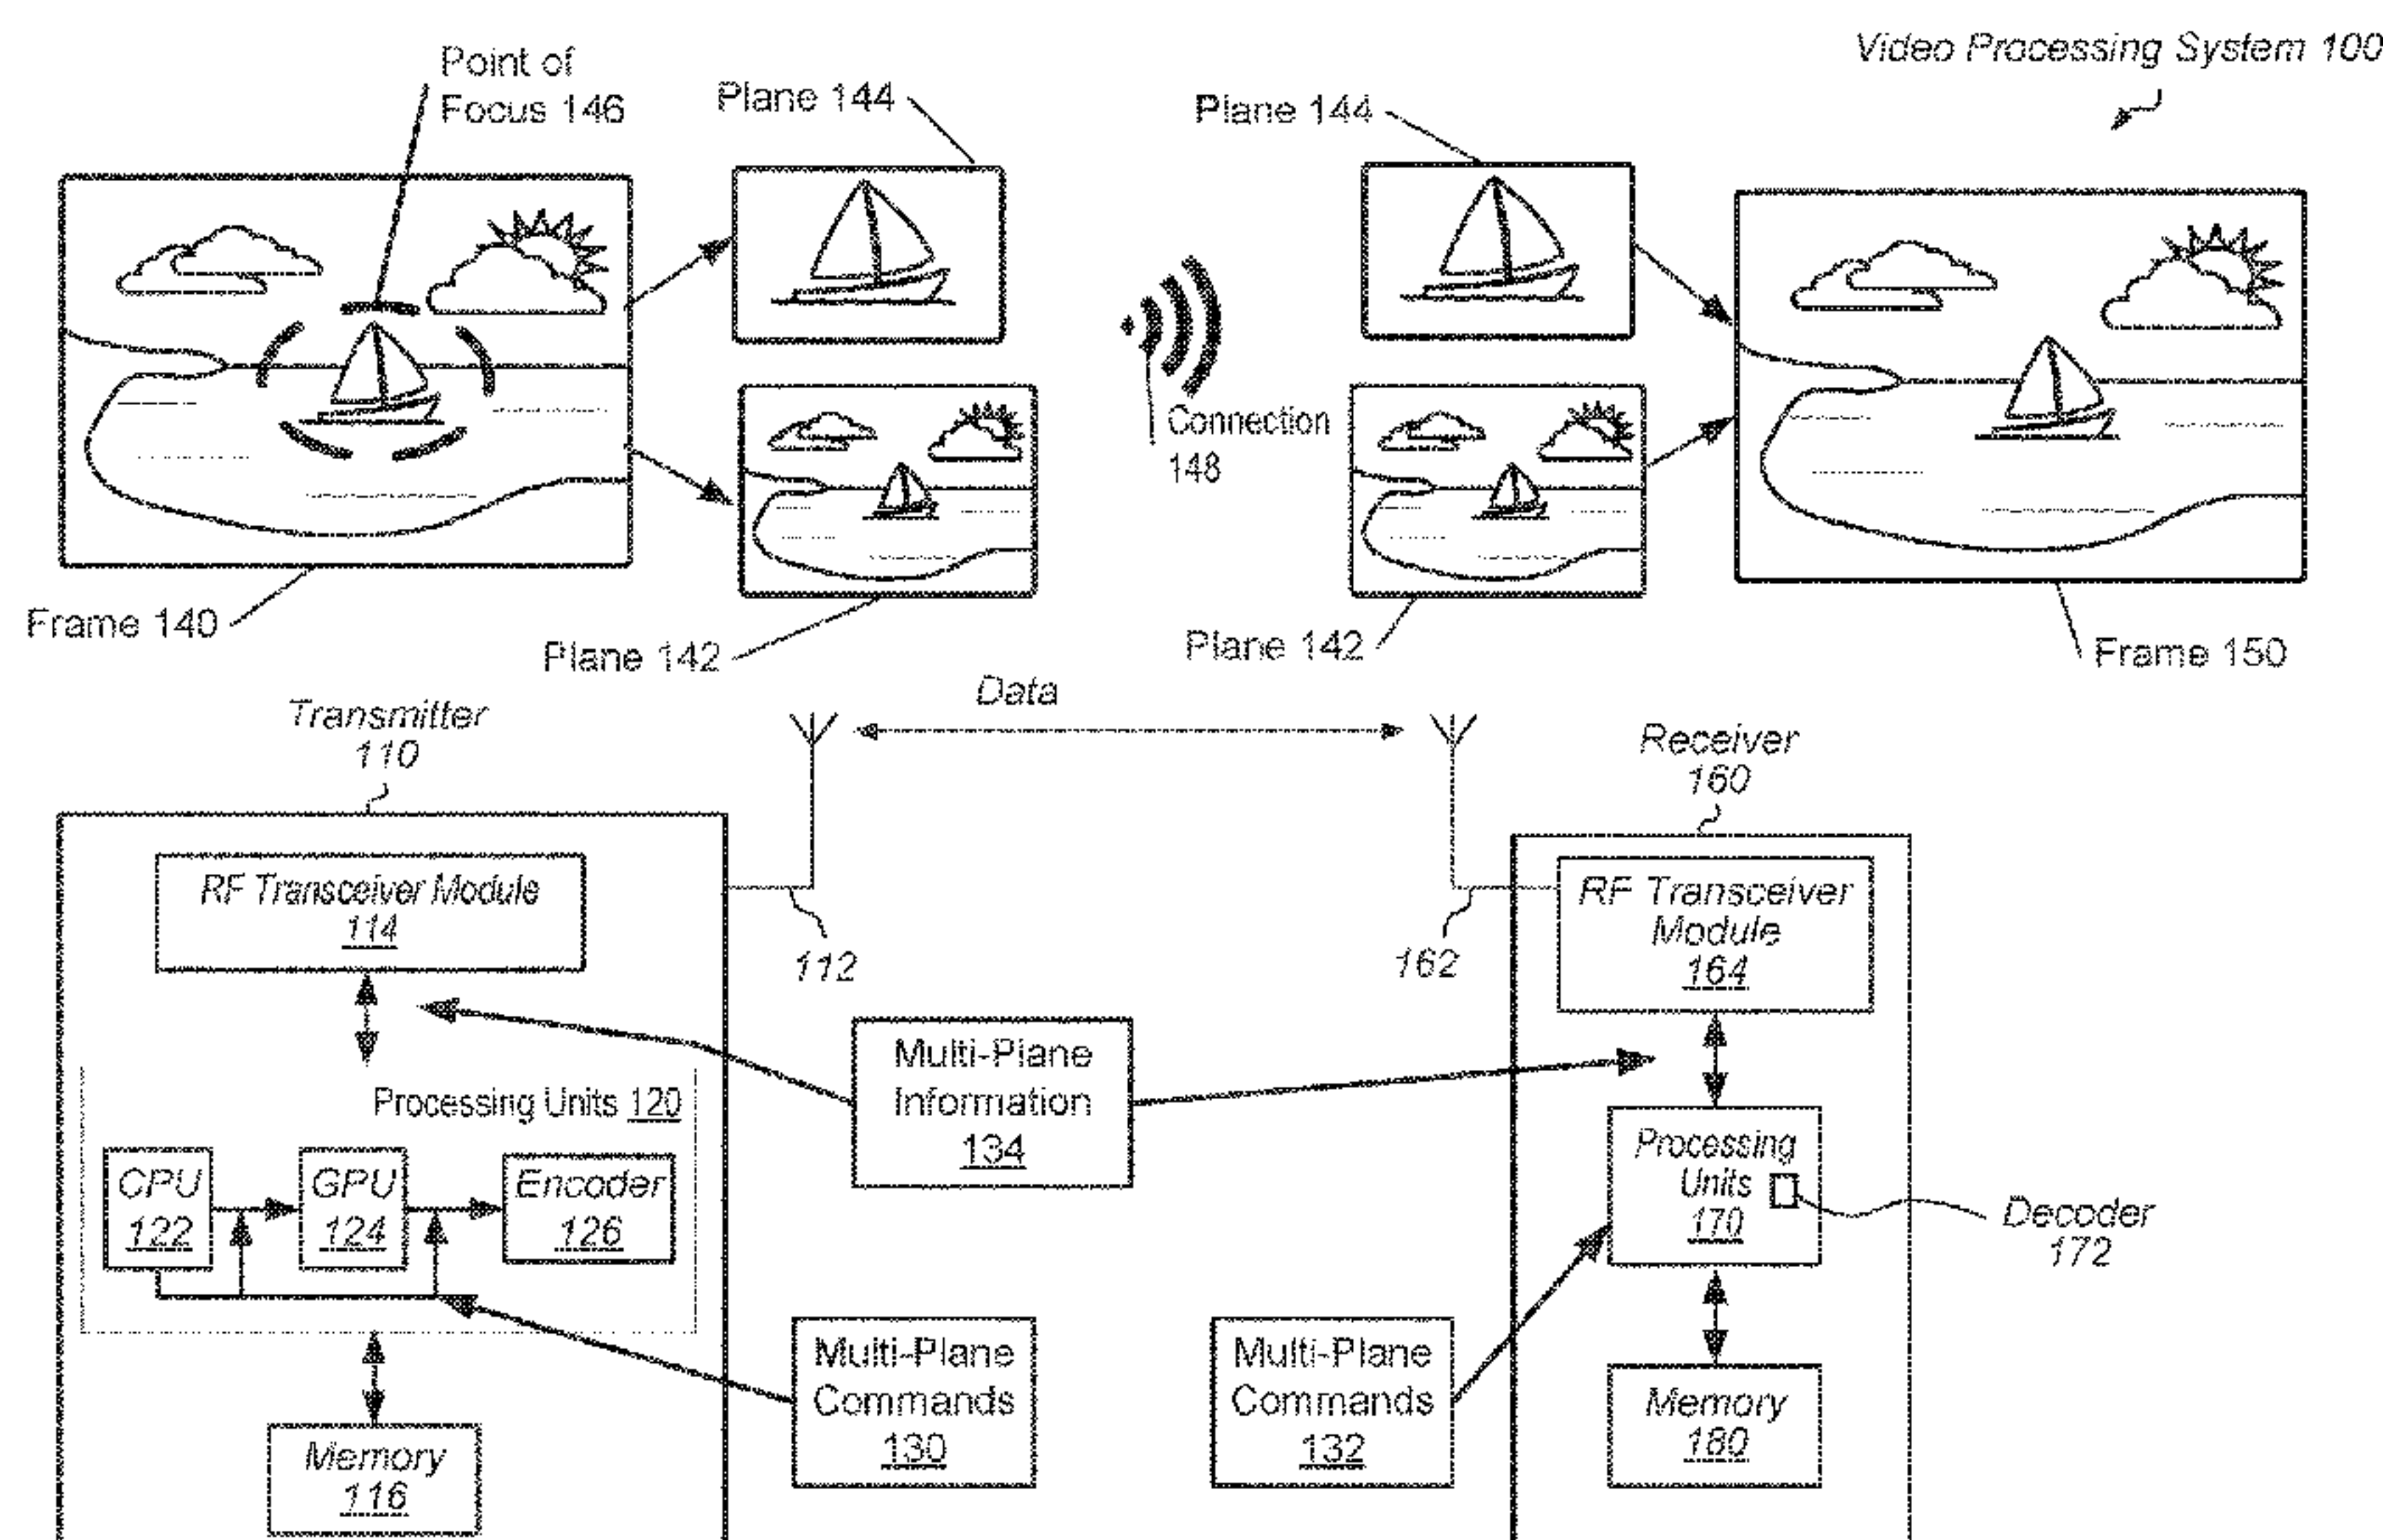 Video Processing System 100
Point of
Focus 146
Plane 144
Plane 144
Connection
148
Frame 140
Plane 142
Plane 142
Frame 150
Data
Transmitter
110
Receiver
160
RF Transceiver Module
114
112
162
RF Transceiver
Module
164
Multi-Plane
Information
134
Processing Units 120
CPU
122
GPU
124
Encoder
126
Processing
Units
170
Decoder
172
Multi-Plane
Commands
130
Multi-Plane
Commands
132
Memory
116
Memory
180